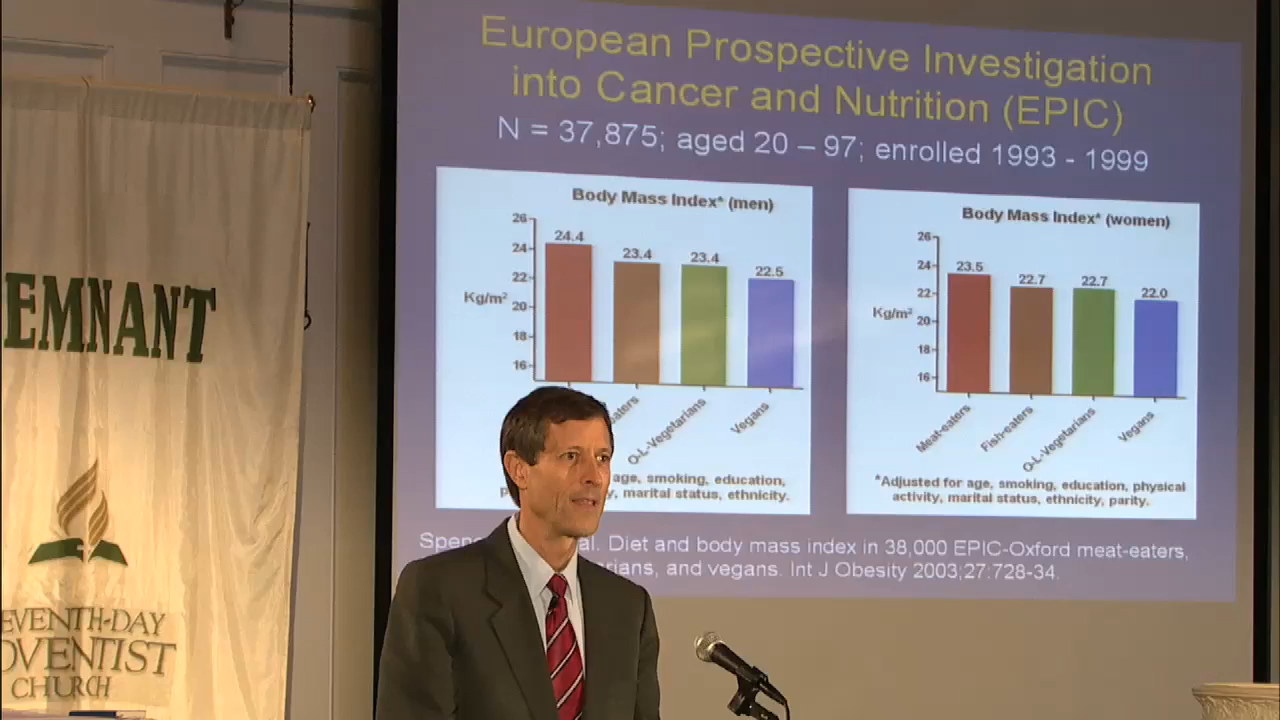 European Prospective Investigation
into Cancer and Nutrition (EPIC)
N = 37,875; aged 20 – 97; enrolled 1993 - 1999
Body Mass Index* (men)
26
24
22
20
18
16
Kg/m²
24.4
23.4
23.4
22.5
eaters
O-L-Vegetarians
Vegans
age, smoking, education,
marital status, ethnicity.
Body Mass Index* (women)
26
24
22
20
18
16
Kg/m²
23.5
22.7
22.7
22.0
Meat-eaters
Fish-eaters
O-L-Vegetarians
Vegans
*Adjusted for age, smoking, education, physical
activity, marital status, ethnicity, parity.
al. Diet and body mass index in 38,000 EPIC-Oxford meat-eaters,
and vegans. Int J Obesity 2003;27:728-34.
EMNANT
EVENTH-DAY
DVENTIST
CHURCH